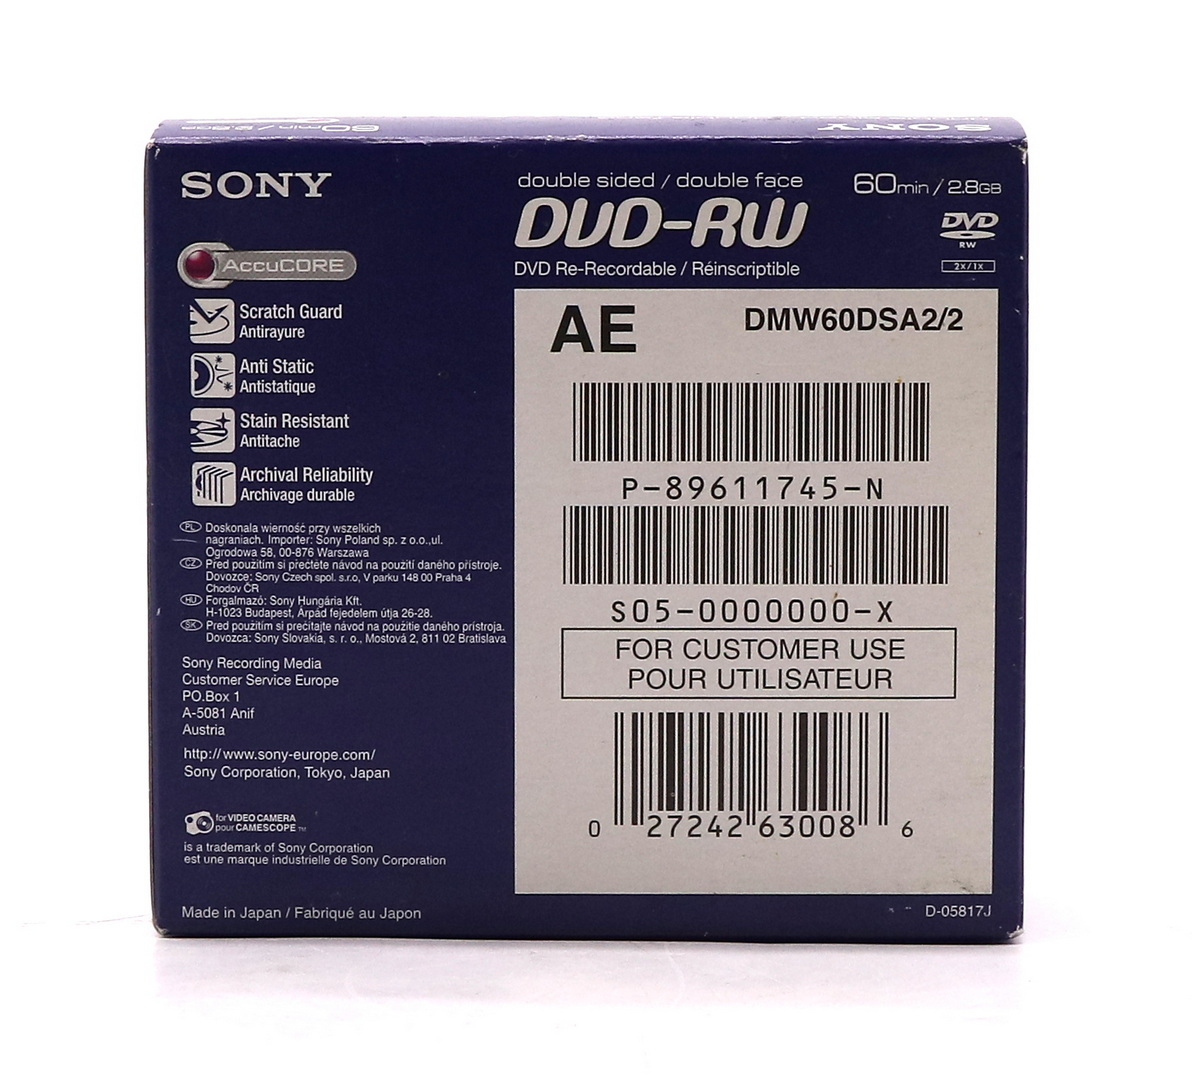 60min / 2.8GB
SONY
SONY
AccuCORE
Scratch Guard
Antirayure
Anti Static
Antistatique
Stain Resistant
Antitache
Archival Reliability
Archivage durable
PL Doskonala wierność przy wszelkich
nagraniach. Importer: Sony Poland sp. z o.o.,ul.
Ogrodowa 58, 00-876 Warszawa
CZ Před použitím si přečtěte návod na použití daného přístroje.
Dovozce: Sony Czech spol. s.r.o, V parku 148 00 Praha 4
Chodov ČR
HU Forgalmazó: Sony Hungária Kft.
H-1023 Budapest, Árpád fejedelem útja 26-28.
SK Pred použitím si prečítajte návod na použitie daného prístroja.
Dovozca: Sony Slovakia, s. r. o., Mostová 2, 811 02 Bratislava
Sony Recording Media
Customer Service Europe
PO.Box 1
A-5081 Anif
Austria
http://www.sony-europe.com/
Sony Corporation, Tokyo, Japan
for VIDEO CAMERA
pour CAMESCOPE ™
is a trademark of Sony Corporation
est une marque industrielle de Sony Corporation
Made in Japan / Fabriqué au Japon
double sided / double face
DVD-RW
DVD Re-Recordable / Réinscriptible
60min / 2.8GB
DVD
RW
2x/1x
AE
DMW60DSA2/2
P-89611745-N
S05-0000000-X
FOR CUSTOMER USE
POUR UTILISATEUR
0 27242 63008 6
D-05817J